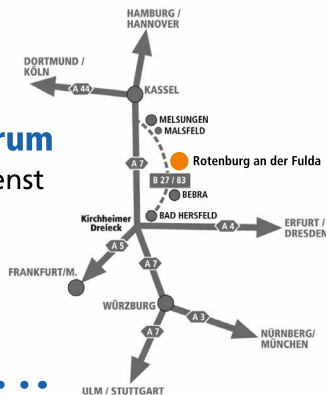 HAMBURG /
HANNOVER
DORTMUND /
KÖLN
A 44
KASSEL
MELSUNGEN
MALSFELD
rum
enst
A 7
Rotenburg an der Fulda
B 27 / 83
BEBRA
BAD HERSFELD
Kirchheimer
Dreieck
A 4
ERFURT /
DRESDEN
A 5
A 7
FRANKFURT/M.
WÜRZBURG
A 3
A 7
NÜRNBERG/
MÜNCHEN
ULM / STUTTGART